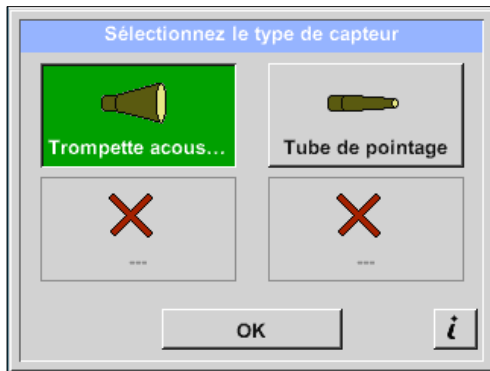 Sélectionnez le type de capteur
Trompette acous...
Tube de pointage
---
---
OK
i